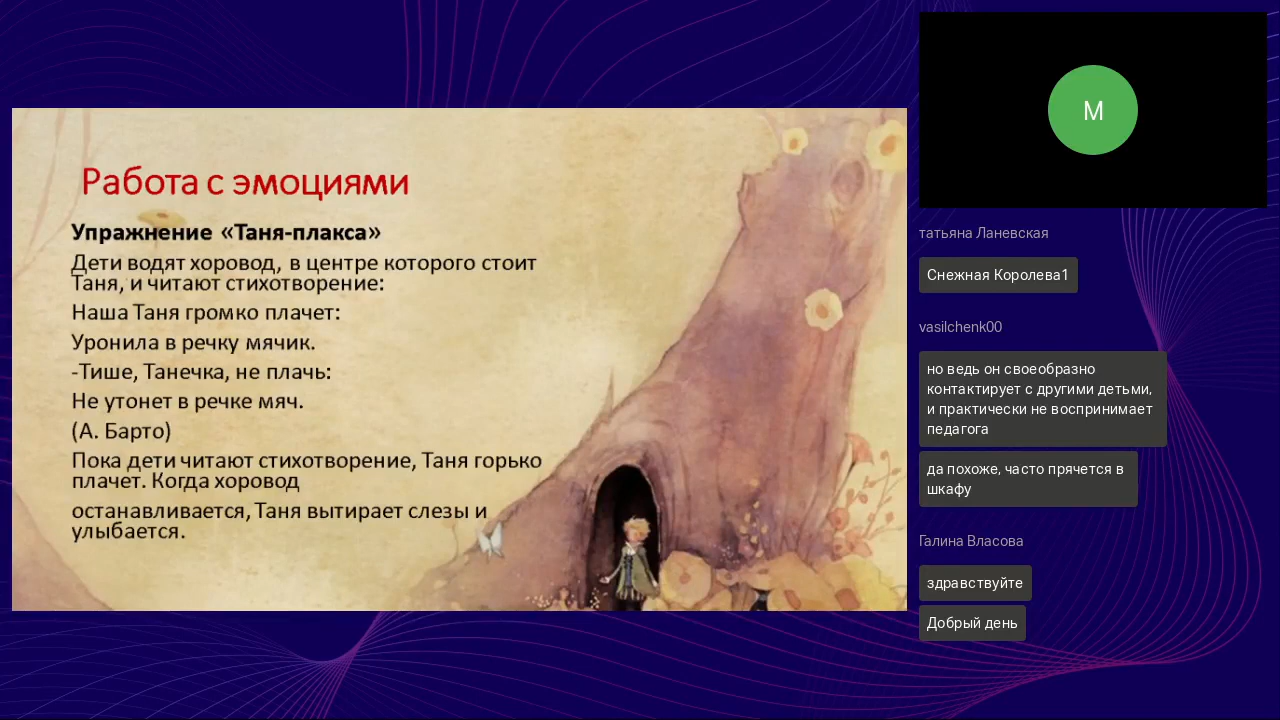 Работа с эмоциями
Упражнение «Таня-плакса»
Дети водят хоровод, в центре которого стоит
Таня, и читают стихотворение:
Наша Таня громко плачет:
Уронила в речку мячик.
-Тише, Танечка, не плачь:
Не утонет в речке мяч.
(А. Барто)
Пока дети читают стихотворение, Таня горько
плачет. Когда хоровод
останавливается, Таня вытирает слезы и
улыбается.
М
татьяна Ланевская
Снежная Королева1
vasilchenk00
но ведь он своеобразно
контактирует с другими детьми,
и практически не воспринимает
педагога
да похоже, часто прячется в
шкафу
Галина Власова
здравствуйте
Добрый день